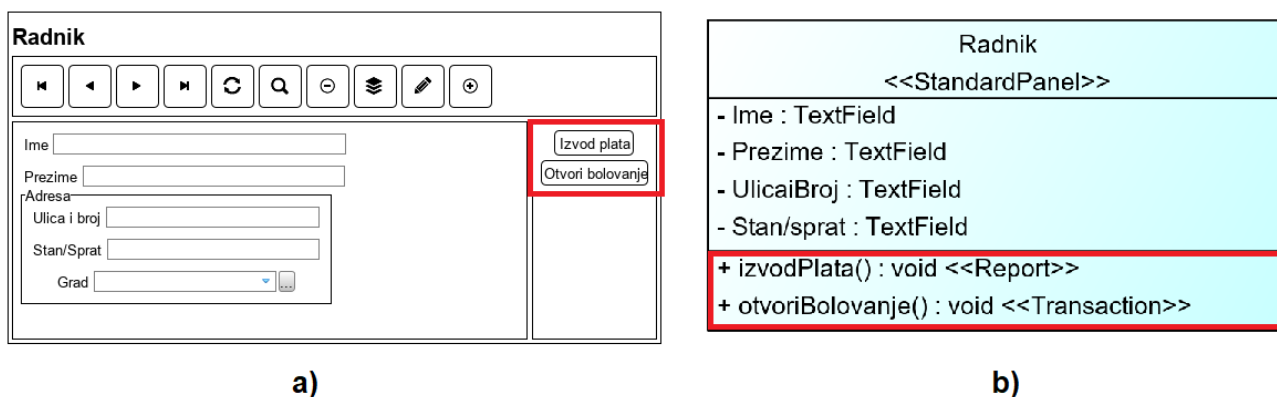 Radnik
Ime
Prezime
Adresa
Ulica i broj
Stan/Sprat
Grad
...
Izvod plata
Otvori bolovanje
a)
Radnik
<<StandardPanel>>
- Ime : TextField
- Prezime : TextField
- UlicaiBroj : TextField
- Stan/sprat : TextField
+ izvodPlata() : void <<Report>>
+ otvoriBolovanje() : void <<Transaction>>
b)